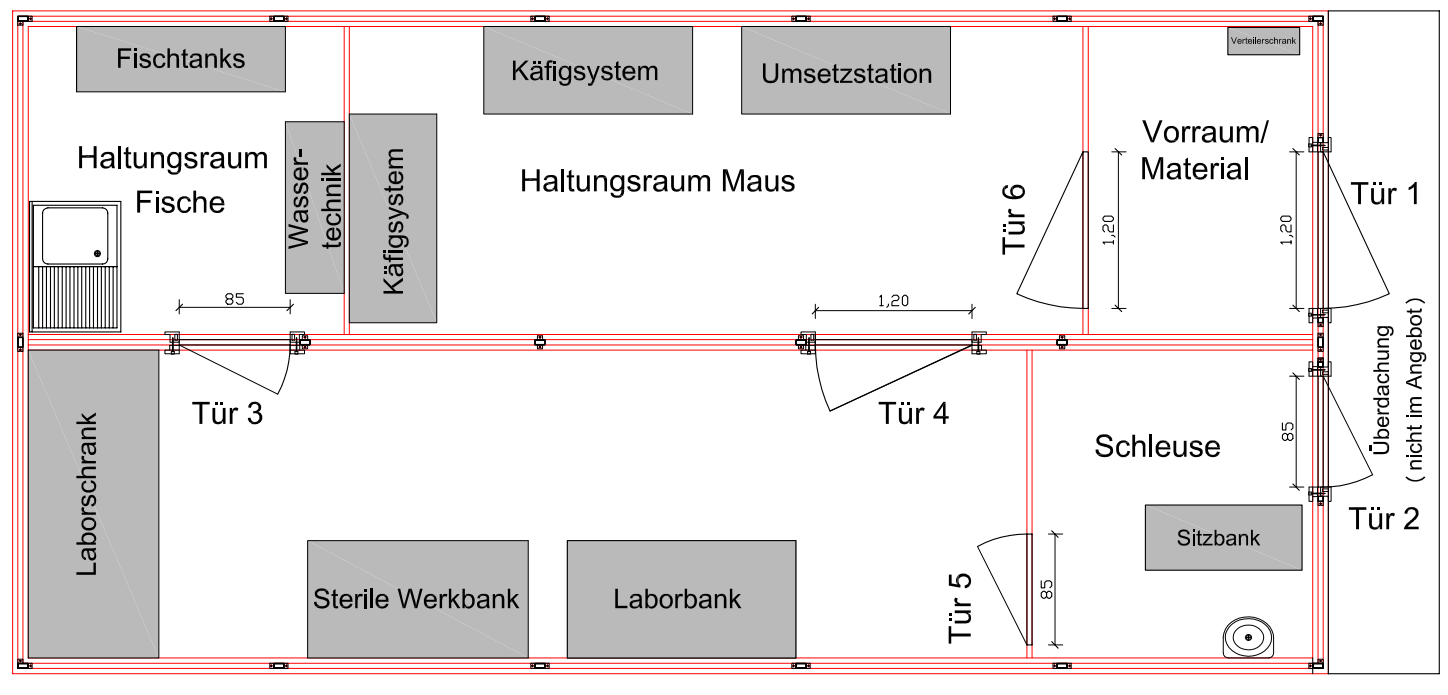 Fischtanks
Käfigsystem
Umsetzstation
Verteilerschrank
Haltungsraum
Fische
Wasser-
technik
Käfigsystem
Haltungsraum Maus
Tür 6
1,20
Vorraum/
Material
1,20
Tür 1
85
1,20
Tür 3
Tür 4
Überdachung
( nicht im Angebot)
Laborschrank
Schleuse
85
Tür 2
Sterile Werkbank
Laborbank
Tür 5
85
Sitzbank